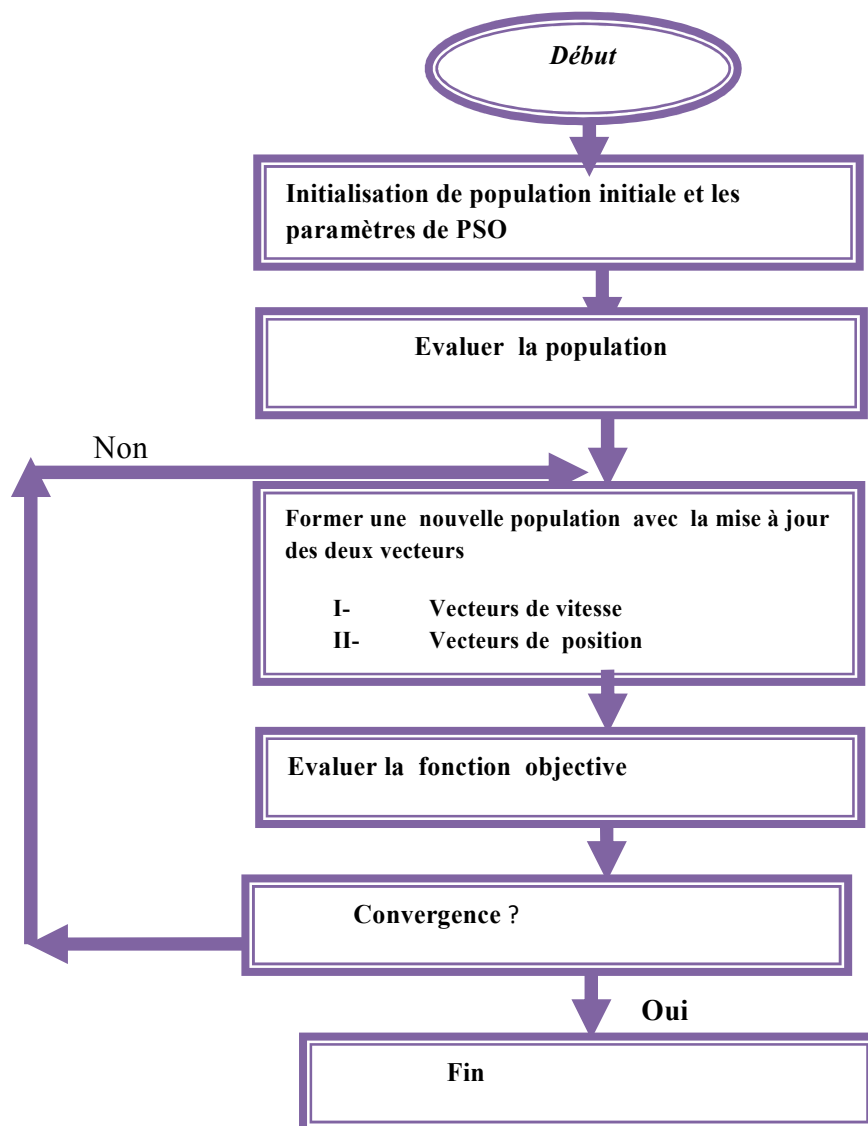 Début
Initialisation de population initiale et les
paramètres de PSO
Evaluer la population
Non
Former une nouvelle population avec la mise à jour
des deux vecteurs
I- Vecteurs de vitesse
II- Vecteurs de position
Evaluer la fonction objective
Convergence ?
Oui
Fin